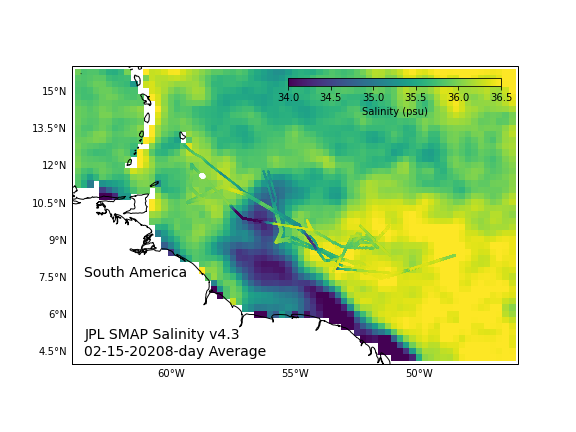 15°N
13.5°N
12°N
10.5°N
9°N
7.5°N
6°N
4.5°N
34.0 34.5 35.0 35.5 36.0 36.5
Salinity (psu)
South America
JPL SMAP Salinity v4.3
02-15-20208-day Average
60°W 55°W 50°W